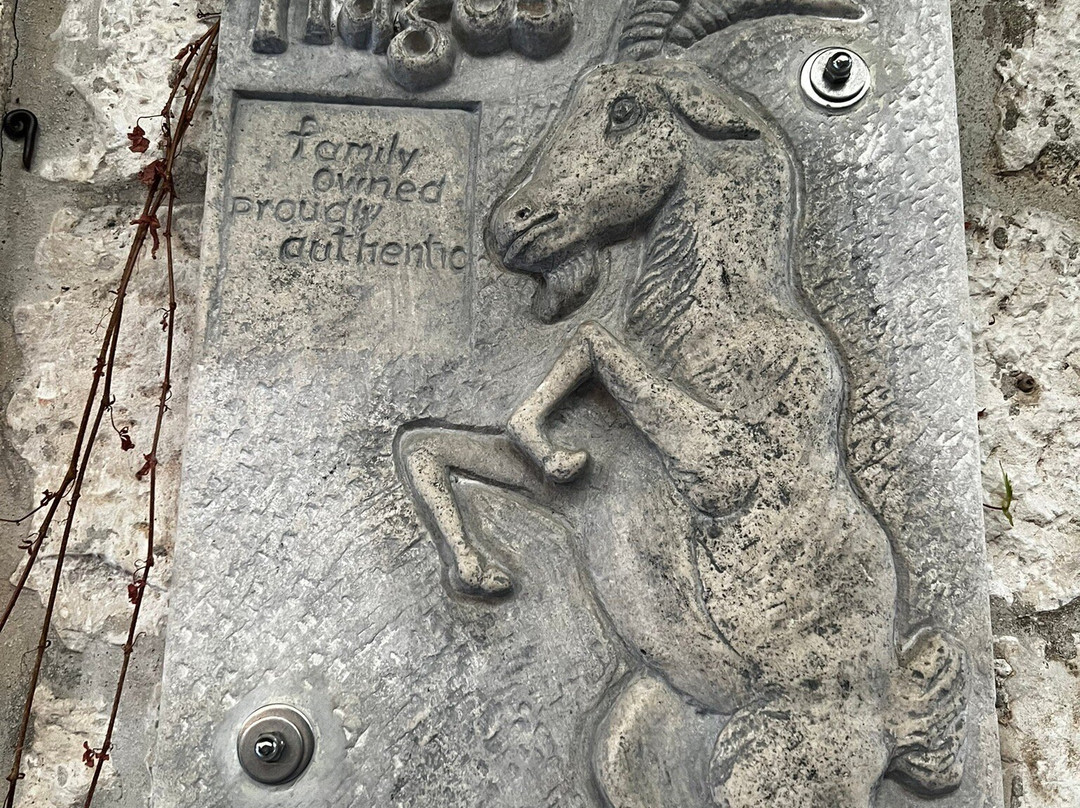 family
owned
proudly
authentic